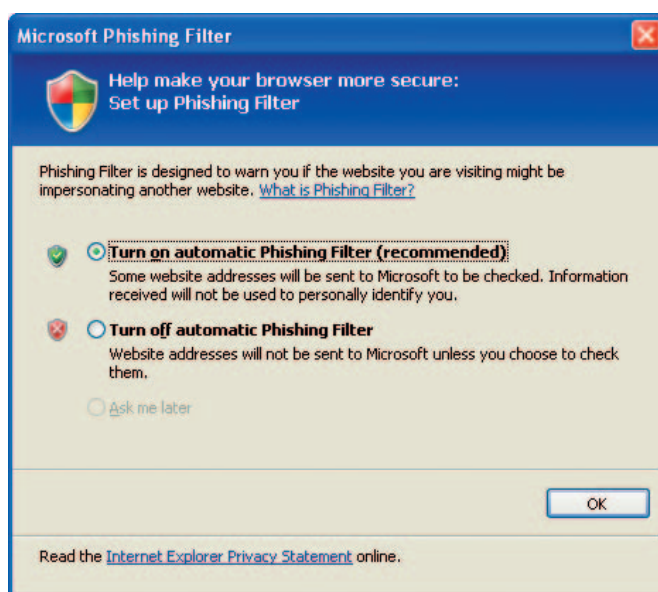 Microsoft Phishing Filter
Help make your browser more secure:
Set up Phishing Filter
Phishing Filter is designed to warn you if the website you are visiting might be
impersonating another website. What is Phishing Filter?
Turn on automatic Phishing Filter (recommended)
Some website addresses will be sent to Microsoft to be checked. Information
received will not be used to personally identify you.
Turn off automatic Phishing Filter
Website addresses will not be sent to Microsoft unless you choose to check
them.
Ask me later
OK
Read the Internet Explorer Privacy Statement online.